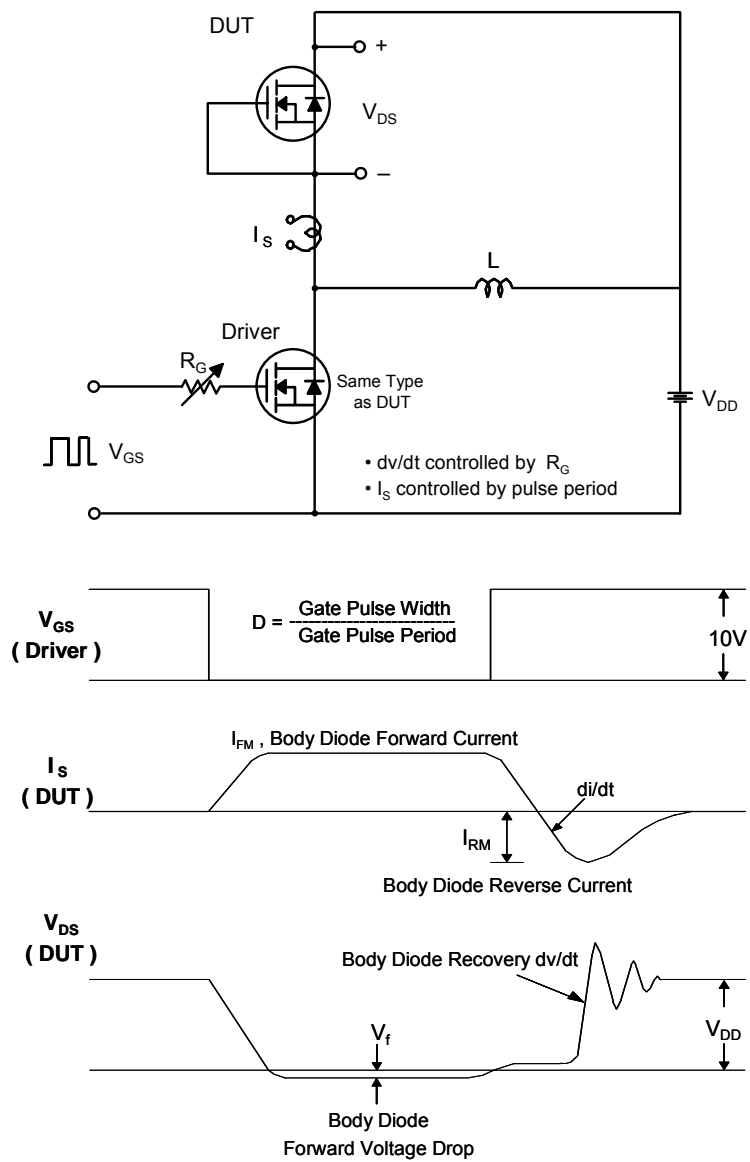 DUT
+
V_DS
–
I_S
L
Driver
R_G
Same Type
as DUT
V_DD
V_GS
• dv/dt controlled by R_G
• I_S controlled by pulse period
V_GS
( Driver )
D = Gate Pulse Width
Gate Pulse Period
10V
I_FM , Body Diode Forward Current
I_S
( DUT )
di/dt
I_RM
Body Diode Reverse Current
V_DS
( DUT )
Body Diode Recovery dv/dt
V_f
V_DD
Body Diode
Forward Voltage Drop